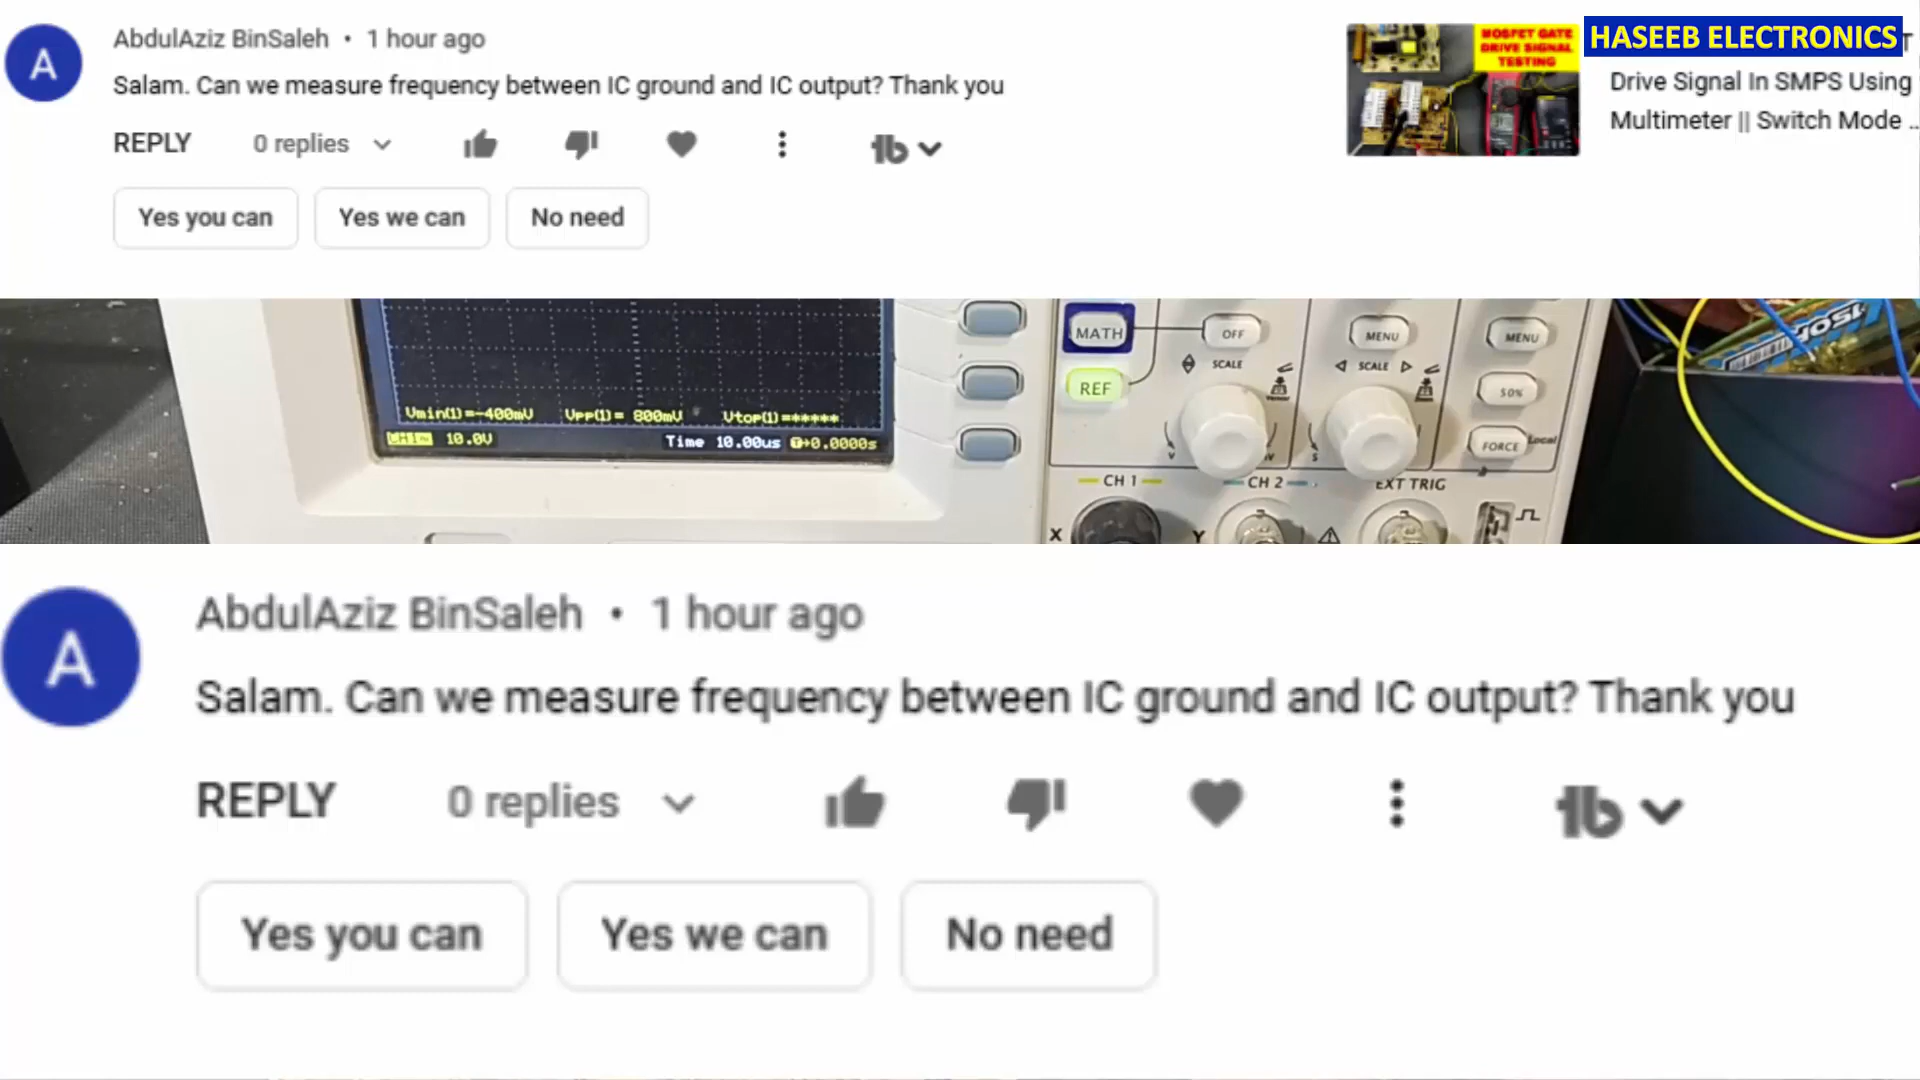 A
AbdulAziz BinSaleh • 1 hour ago
Salam. Can we measure frequency between IC ground and IC output? Thank you
REPLY 0 replies
Yes you can Yes we can No need
MOSFET GATE
DRIVE SIGNAL
TESTING
HASEEB ELECTRONICS
Drive Signal In SMPS Using
Multimeter || Switch Mode ..
Vmin(1)=-400mV Vpp(1)= 800mV Vtop(1)=*****
CH1~ 10.0V Time 10.00us T→0.0000s
MATH OFF MENU MENU
SCALE SCALE
REF 50%
FORCE Local
CH 1 CH 2 EXT TRIG
X Y
A
AbdulAziz BinSaleh • 1 hour ago
Salam. Can we measure frequency between IC ground and IC output? Thank you
REPLY 0 replies
Yes you can Yes we can No need